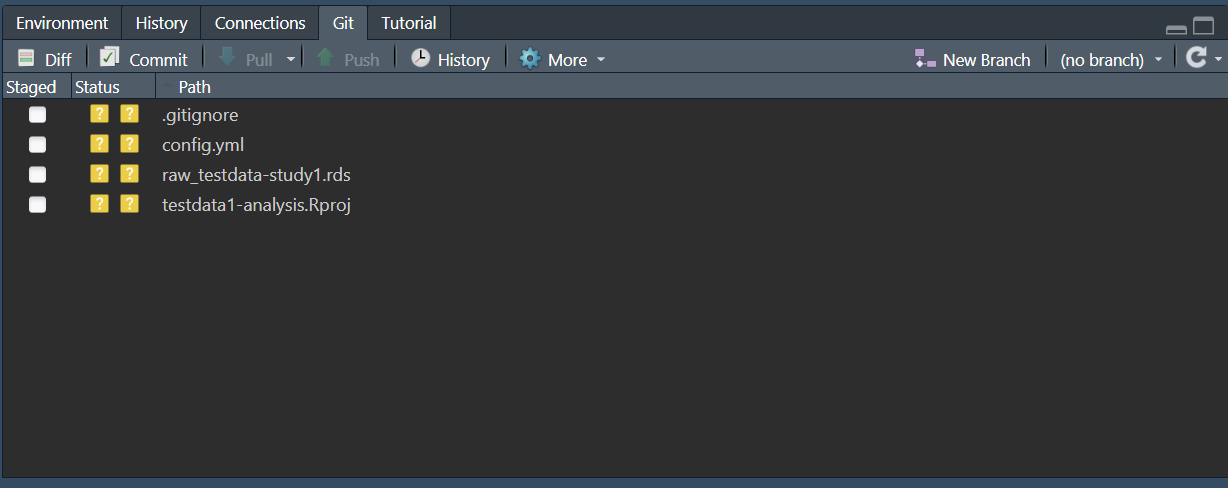 Environment History Connections Git Tutorial
Diff Commit Pull Push History More New Branch (no branch)
Staged Status Path
? ? .gitignore
? ? config.yml
? ? raw_testdata-study1.rds
? ? testdata1-analysis.Rproj